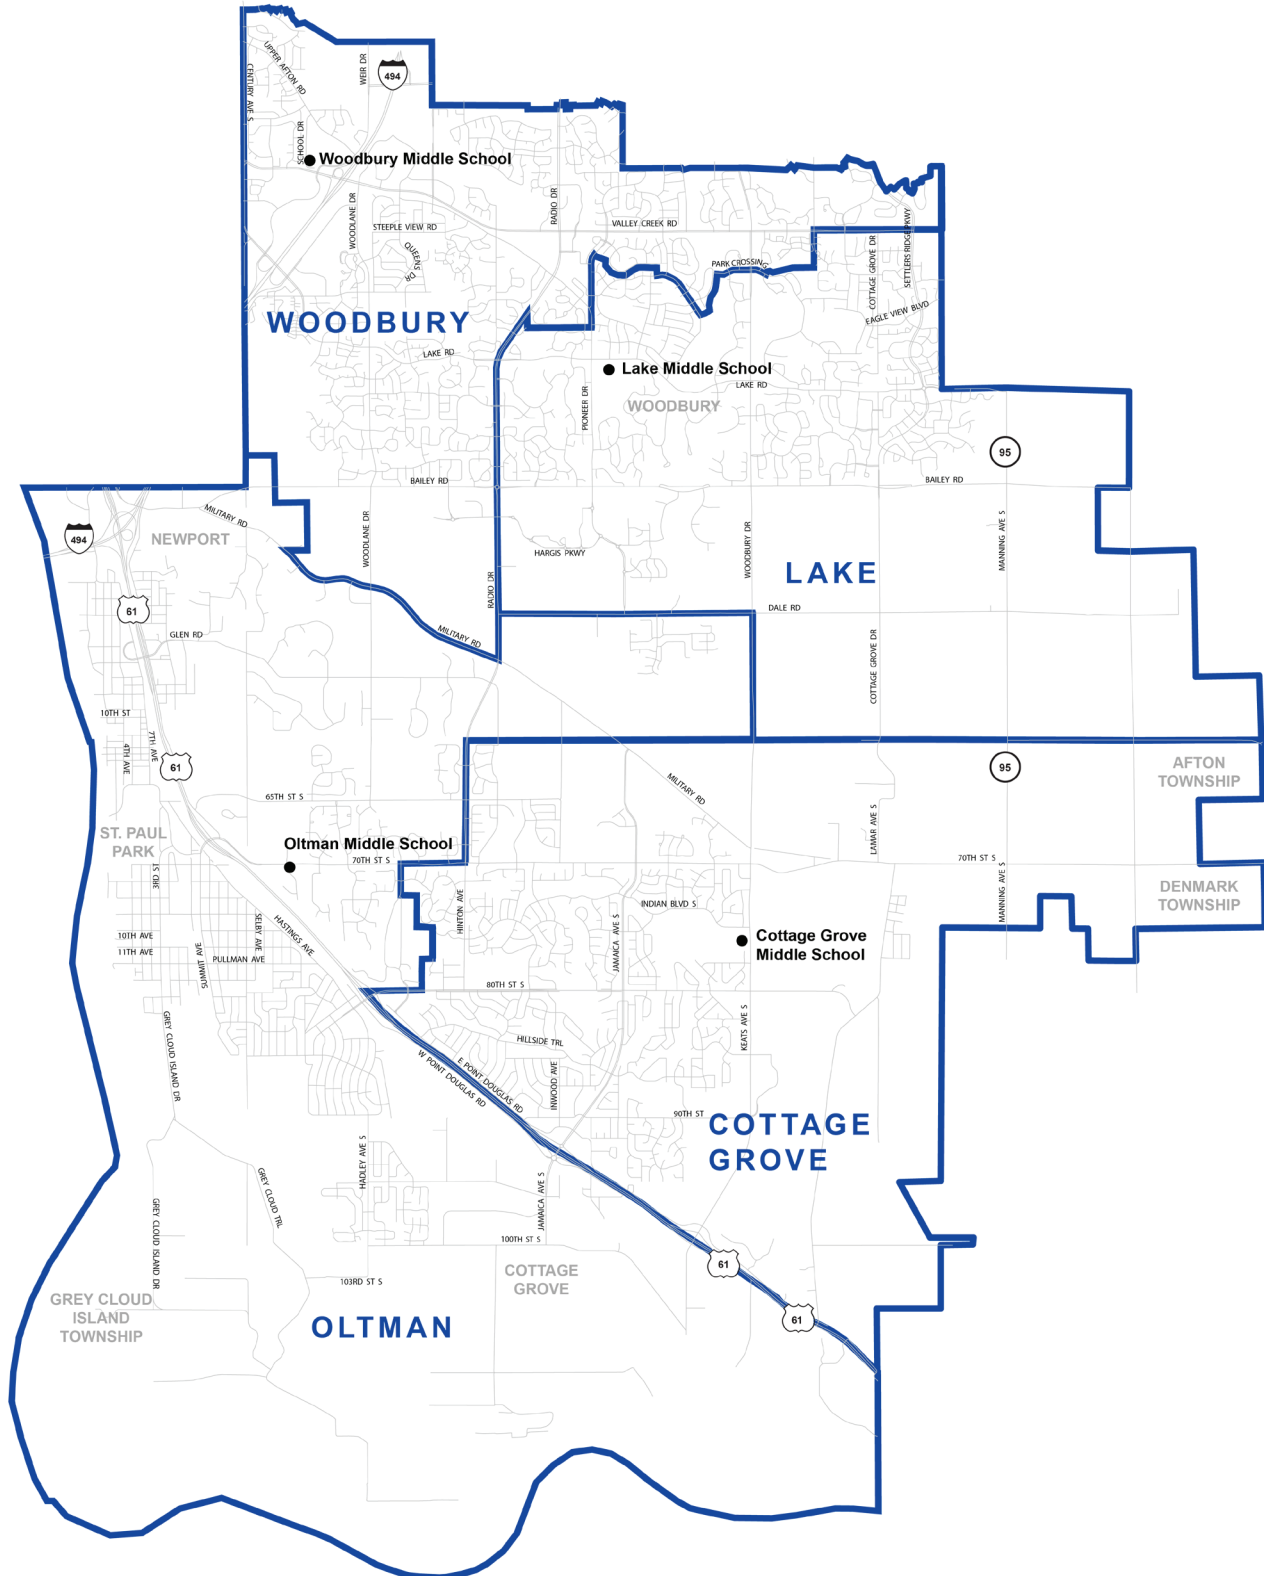 UPPER AFTON RD
WEIR DR
494
CENTURY AVE S
SCHOOL DR
Woodbury Middle School
WOODLANE DR
RADIO DR
STEEPLE VIEW RD
VALLEY CREEK RD
SETTLERS RIDGE PKWY
COTTAGE GROVE DR
QUEENS DR
PARK CROSSING
EAGLE VIEW BLVD
WOODBURY
LAKE RD
Lake Middle School
LAKE RD
PIONEER DR
WOODBURY
95
BAILEY RD
BAILEY RD
MILITARY RD
494
NEWPORT
WOODLANE DR
HARGIS PKWY
WOODBURY DR
MANNING AVE S
LAKE
RADIO DR
61
DALE RD
GLEN RD
MILITARY RD
COTTAGE GROVE DR
10TH ST
7TH AVE
4TH AVE
61
95
AFTON
TOWNSHIP
MILITARY RD
65TH ST S
LAMAR AVE S
ST. PAUL
PARK
Oltman Middle School
70TH ST S
70TH ST S
MANNING AVE S
DENMARK
TOWNSHIP
HINTON AVE
INDIAN BLVD S
SELBY AVE
HASTINGS AVE
JAMAICA AVE S
10TH AVE
11TH AVE
SUMMIT AVE
PULLMAN AVE
Cottage Grove
Middle School
80TH ST S
GREY CLOUD ISLAND DR
KEATS AVE S
HILLSIDE TRL
E POINT DOUGLAS RD
W POINT DOUGLAS RD
INWOOD AVE
90TH ST
COTTAGE
GROVE
HADLEY AVE S
GREY CLOUD TRL
JAMAICA AVE S
GREY CLOUD ISLAND DR
100TH ST S
61
COTTAGE
GROVE
103RD ST S
GREY CLOUD
ISLAND
TOWNSHIP
61
OLTMAN